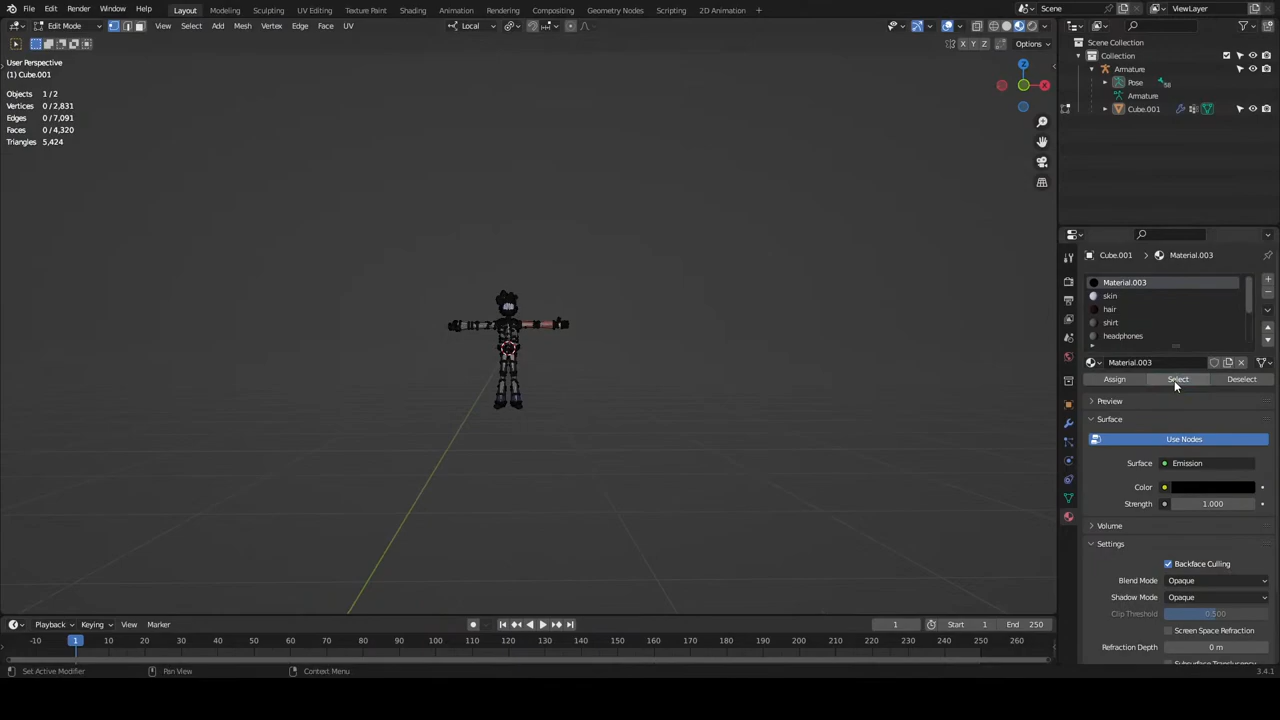 File Edit Render Window Help Layout Modeling Sculpting UV Editing Texture Paint Shading Animation Rendering Compositing Geometry Nodes Scripting 2D Animation + Scene ViewLayer
Edit Mode View Select Add Mesh Vertex Edge Face UV Local
X Y Z Options
User Perspective
(1) Cube.001
Objects 1/2
Vertices 0/2,831
Edges 0/7,091
Faces 0/4,320
Triangles 5,424
Z
X
Scene Collection
Collection
Armature
Pose 58
Armature
Cube.001
Cube.001 > Material.003
Material.003
skin
hair
shirt
headphones
Material.003
Assign Select Deselect
Preview
Surface
Use Nodes
Surface Emission
Color
Strength 1.000
Volume
Settings
Backface Culling
Blend Mode Opaque
Shadow Mode Opaque
Clip Threshold 0.500
Screen Space Refraction
Refraction Depth 0 m
Subsurface Translucency
Playback Keying View Marker 1 Start 1 End 250
-10 1 10 20 30 40 50 60 70 80 90 100 110 120 130 140 150 160 170 180 190 200 210 220 230 240 250 260
Set Active Modifier Pan View Context Menu 3.4.1